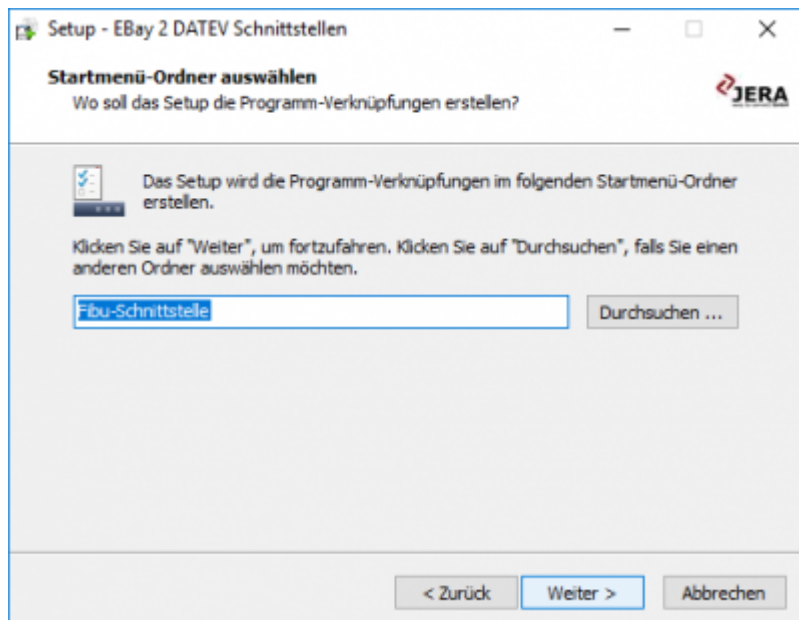 Setup - EBay 2 DATEV Schnittstellen
Startmenü-Ordner auswählen
Wo soll das Setup die Programm-Verknüpfungen erstellen?
JERA
Das Setup wird die Programm-Verknüpfungen im folgenden Startmenü-Ordner
erstellen.
Klicken Sie auf "Weiter", um fortzufahren. Klicken Sie auf "Durchsuchen", falls Sie einen
anderen Ordner auswählen möchten.
Fibu-Schnittstelle
Durchsuchen ...
< Zurück
Weiter >
Abbrechen